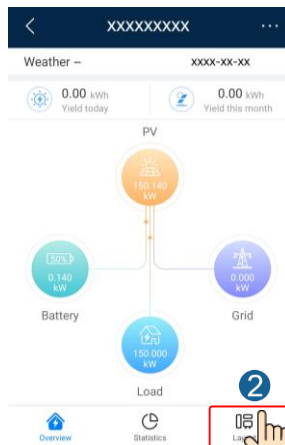 XXXXXXXXX ...
Weather -- xxxx-xx-xx
0.00 kWh 0.00 kWh
Yield today Yield this month
PV
150.140
kW
50%
0.140
kW
0.000
kW
Battery Grid
150.000
kW
Load
2
Overview Statistics